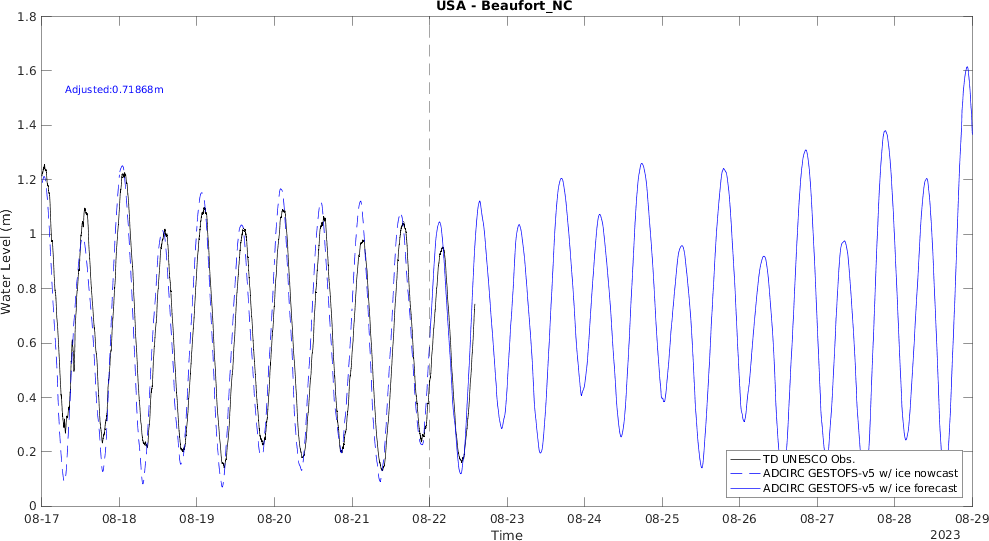 USA - Beaufort_NC
1.8
1.6
1.4
1.2
1
0.8
0.6
0.4
0.2
0
Water Level (m)
Adjusted:0.71868m
TD UNESCO Obs.
ADCIRC GESTOFS-v5 w/ ice nowcast
ADCIRC GESTOFS-v5 w/ ice forecast
08-17 08-18 08-19 08-20 08-21 08-22 08-23 08-24 08-25 08-26 08-27 08-28 08-29
Time
2023